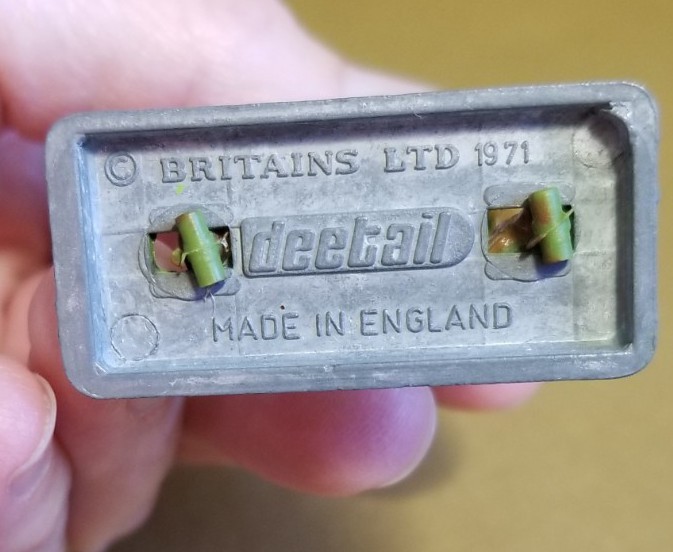 © BRITAINS LTD 1971
deetail
MADE IN ENGLAND